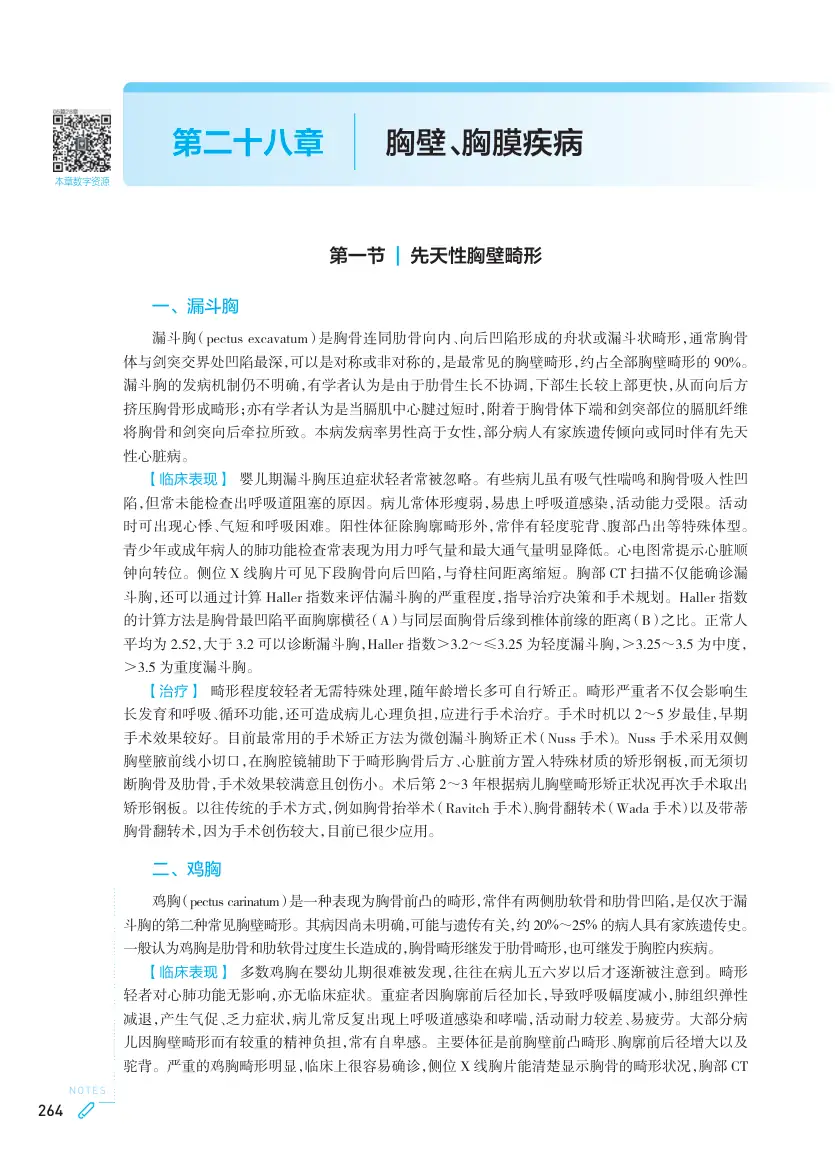 第二十八章
胸壁、胸膜疾病
本章数字资源
第一节 | 先天性胸壁畸形
一、漏斗胸
漏斗胸（pectus excavatum）是胸骨连同肋骨向内、向后凹陷形成的舟状或漏斗状畸形，通常胸骨
体与剑突交界处凹陷最深，可以是对称或非对称的，是最常见的胸壁畸形，约占全部胸壁畸形的 90%。
漏斗胸的发病机制仍不明确，有学者认为是由于肋骨生长不协调，下部生长较上部更快，从而向后方
挤压胸骨形成畸形；亦有学者认为是当膈肌中心腱过短时，附着于胸骨体下端和剑突部位的膈肌纤维
将胸骨和剑突向后牵拉所致。本病发病率男性高于女性，部分病人有家族遗传倾向或同时伴有先天
性心脏病。
【临床表现】 婴儿期漏斗胸压迫症状轻者常被忽略。有些病儿虽有吸气性喘鸣和胸骨吸入性凹
陷，但常未能检查出呼吸道阻塞的原因。病儿常体形瘦弱，易患上呼吸道感染，活动能力受限。活动
时可出现心悸、气短和呼吸困难。阳性体征除胸廓畸形外，常伴有轻度驼背、腹部凸出等特殊体型。
青少年或成年病人的肺功能检查常表现为用力呼气量和最大通气量明显降低。心电图常提示心脏顺
钟向转位。侧位 X 线胸片可见下段胸骨向后凹陷，与脊柱间距离缩短。胸部 CT 扫描不仅能确诊漏
斗胸，还可以通过计算 Haller 指数来评估漏斗胸的严重程度，指导治疗决策和手术规划。Haller 指数
的计算方法是胸骨最凹陷平面胸廓横径（A）与同层面胸骨后缘到椎体前缘的距离（B）之比。正常人
平均为 2.52，大于 3.2 可以诊断漏斗胸，Haller 指数＞3.2～≤3.25 为轻度漏斗胸，＞3.25～3.5 为中度，
＞3.5 为重度漏斗胸。
【治疗】 畸形程度较轻者无需特殊处理，随年龄增长多可自行矫正。畸形严重者不仅会影响生
长发育和呼吸、循环功能，还可造成病儿心理负担，应进行手术治疗。手术时机以 2～5 岁最佳，早期
手术效果较好。目前最常用的手术矫正方法为微创漏斗胸矫正术（Nuss 手术）。Nuss 手术采用双侧
胸壁腋前线小切口，在胸腔镜辅助下于畸形胸骨后方、心脏前方置入特殊材质的矫形钢板，而无须切
断胸骨及肋骨，手术效果较满意且创伤小。术后第 2～3 年根据病儿胸壁畸形矫正状况再次手术取出
矫形钢板。以往传统的手术方式，例如胸骨抬举术（Ravitch 手术）、胸骨翻转术（Wada 手术）以及带蒂
胸骨翻转术，因为手术创伤较大，目前已很少应用。
二、鸡胸
鸡胸（pectus carinatum）是一种表现为胸骨前凸的畸形，常伴有两侧肋软骨和肋骨凹陷，是仅次于漏
斗胸的第二种常见胸壁畸形。其病因尚未明确，可能与遗传有关，约 20%～25% 的病人具有家族遗传史。
一般认为鸡胸是肋骨和肋软骨过度生长造成的，胸骨畸形继发于肋骨畸形，也可继发于胸腔内疾病。
【临床表现】 多数鸡胸在婴幼儿期很难被发现，往往在病儿五六岁以后才逐渐被注意到。畸形
轻者对心肺功能无影响，亦无临床症状。重症者因胸廓前后径加长，导致呼吸幅度减小，肺组织弹性
减退，产生气促、乏力症状，病儿常反复出现上呼吸道感染和哮喘，活动耐力较差、易疲劳。大部分病
儿因胸壁畸形而有较重的精神负担，常有自卑感。主要体征是前胸壁前凸畸形、胸廓前后径增大以及
驼背。严重的鸡胸畸形明显，临床上很容易确诊，侧位 X 线胸片能清楚显示胸骨的畸形状况，胸部 CT
NOTES
264